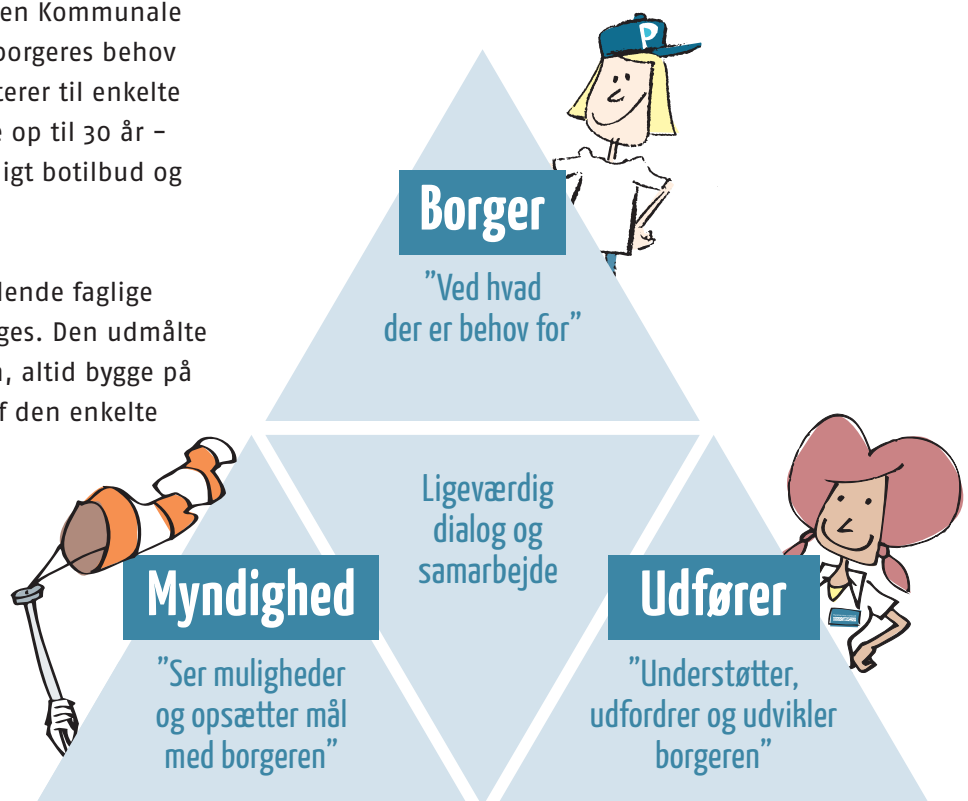 en Kommunale
borgeres behov
terer til enkelte
e op til 30 år –
igt botilbud og
lende faglige
ges. Den udmålte
, altid bygge på
f den enkelte
P
Borger
”Ved hvad
der er behov for”
Ligeværdig
dialog og
samarbejde
Myndighed
”Ser muligheder
og opsætter mål
med borgeren”
Udfører
”Understøtter,
udfordrer og udvikler
borgeren”